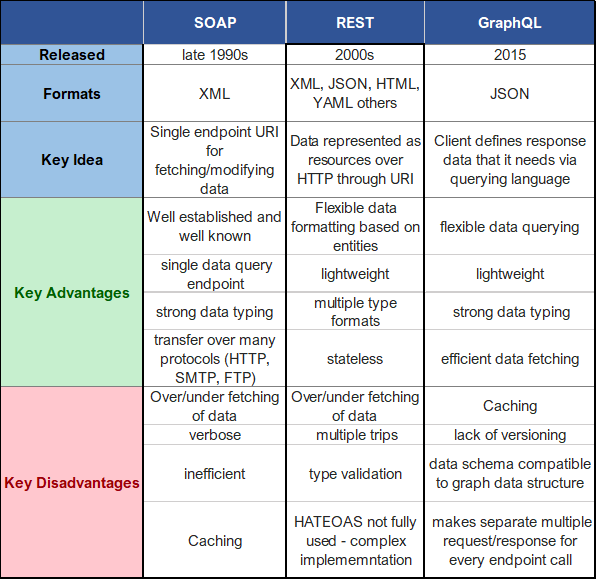 SOAP REST GraphQL
Released late 1990s 2000s 2015
Formats XML XML, JSON, HTML, YAML others JSON
Key Idea Single endpoint URI for fetching/modifying data Data represented as resources over HTTP through URI Client defines response data that it needs via querying language
Key Advantages
Well established and well known Flexible data formatting based on entities flexible data querying
single data query endpoint lightweight lightweight
strong data typing multiple type formats strong data typing
transfer over many protocols (HTTP, SMTP, FTP) stateless efficient data fetching
Key Disadvantages
Over/under fetching of data Over/under fetching of data Caching
verbose multiple trips lack of versioning
inefficient type validation data schema compatible to graph data structure
Caching HATEOAS not fully used - complex implememntation makes separate multiple request/response for every endpoint call